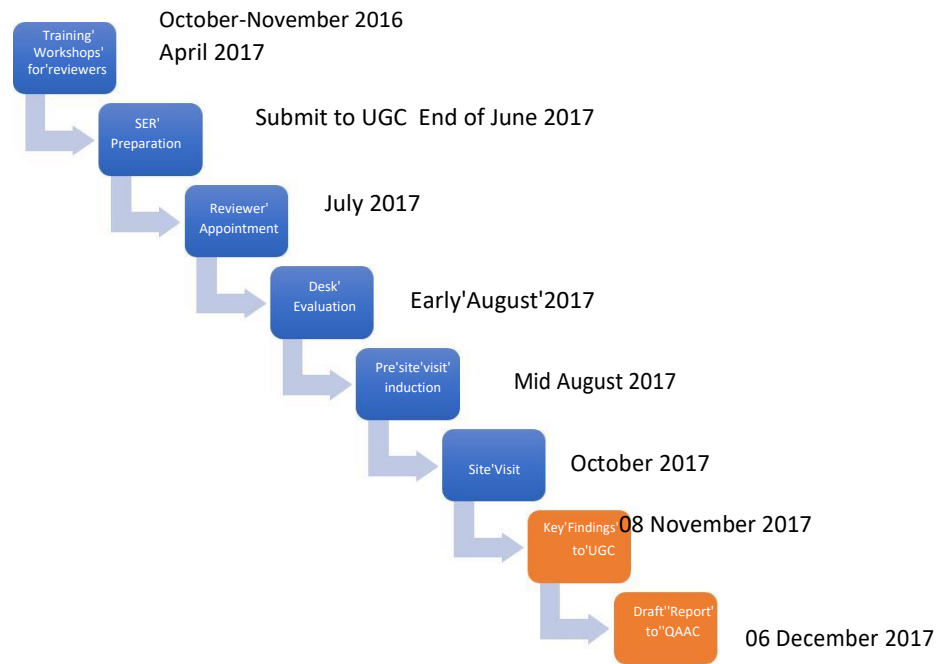 October-November 2016
Training'
Workshops'
for'reviewers
April 2017
SER'
Preparation
Submit to UGC  End of June 2017
Reviewer'
Appointment
July 2017
Desk'
Evaluation
Early'August'2017
Pre'site'visit'
induction
Mid August 2017
Site'Visit
October 2017
Key'Findings'
to'UGC
08 November 2017
Draft''Report'
to''QAAC
06 December 2017